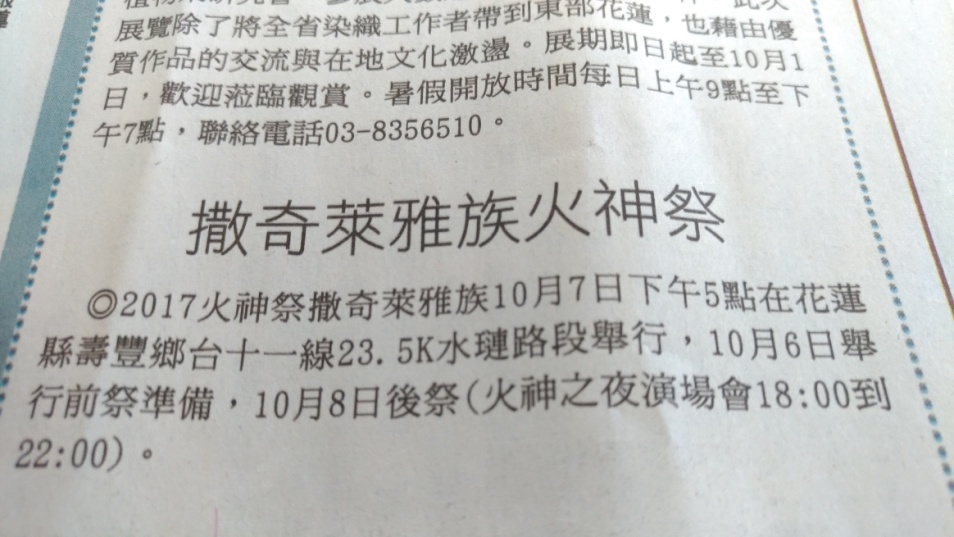 展覽除了將全省染織工作者帶到東部花蓮，也藉由優
質作品的交流與在地文化激盪。展期即日起至10月1
日，歡迎蒞臨觀賞。暑假開放時間每日上午9點至下
午7點，聯絡電話03-8356510。
撒奇萊雅族火神祭
◎2017火神祭撒奇萊雅族10月7日下午5點在花蓮
縣壽豐鄉台十一線23.5K水璉路段舉行，10月6日舉
行前祭準備，10月8日後祭(火神之夜演場會18:00到
22:00)。